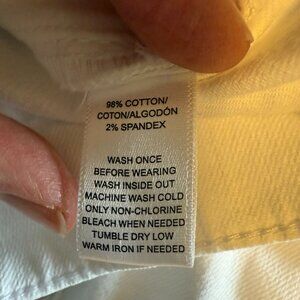 98% COTTON/
COTON/ALGODÓN
2% SPANDEX
WASH ONCE
BEFORE WEARING
WASH INSIDE OUT
MACHINE WASH COLD
ONLY NON-CHLORINE
BLEACH WHEN NEEDED
TUMBLE DRY LOW
WARM IRON IF NEEDED